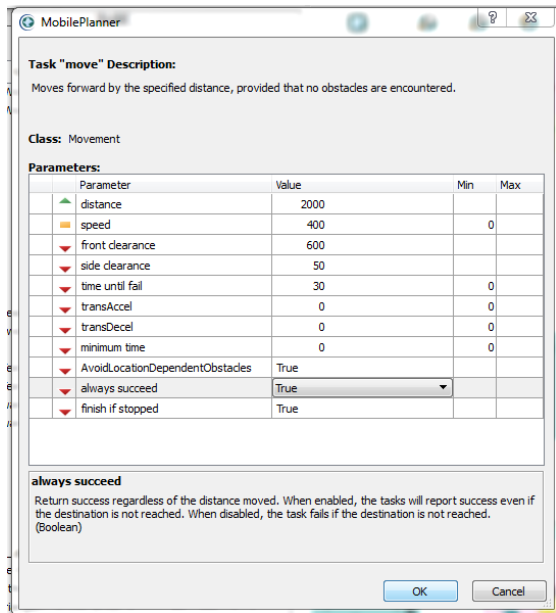 MobilePlanner
?
Task "move" Description:
Moves forward by the specified distance, provided that no obstacles are encountered.
Class: Movement
Parameters:
Parameter Value Min Max
distance 2000
speed 400 0
front clearance 600
side clearance 50
time until fail 30 0
transAccel 0 0
transDecel 0 0
minimum time 0 0
AvoidLocationDependentObstacles True
always succeed True
finish if stopped True
always succeed
Return success regardless of the distance moved. When enabled, the tasks will report success even if
the destination is not reached. When disabled, the task fails if the destination is not reached.
(Boolean)
OK Cancel